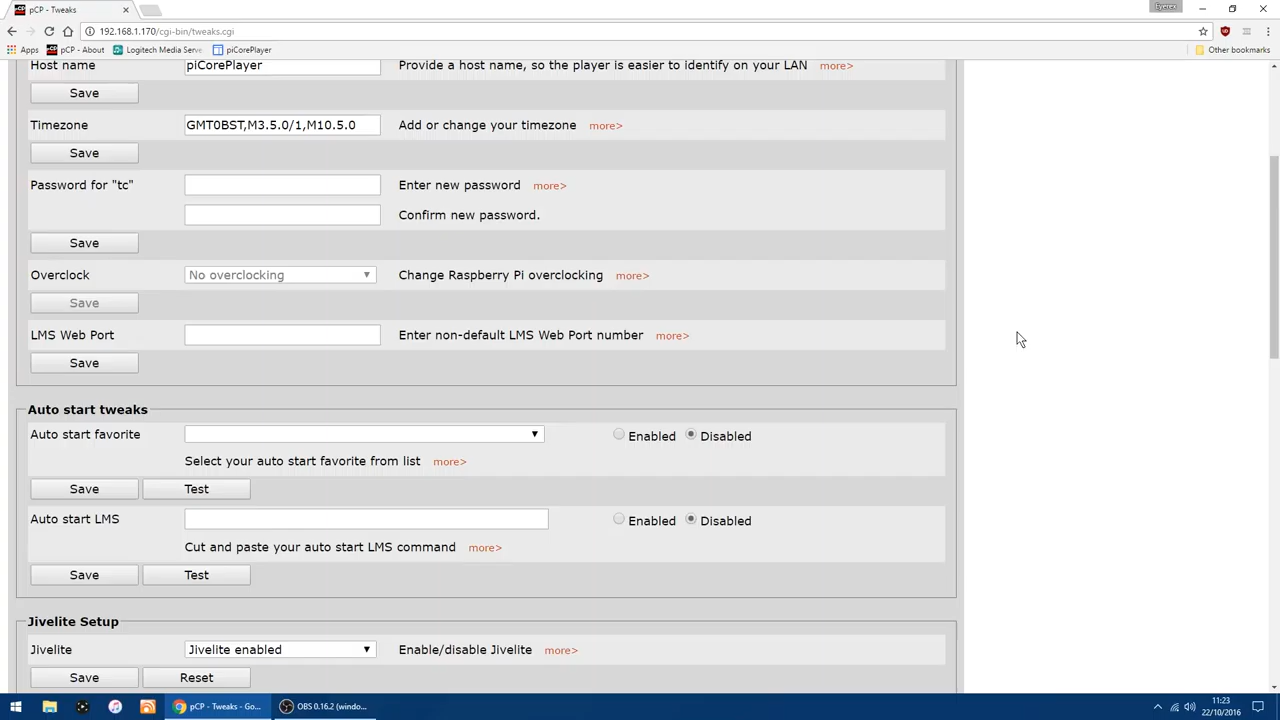 pCP - Tweaks
Eyerex
192.168.1.170/cgi-bin/tweaks.cgi
Apps pCP - About Logitech Media Serve piCorePlayer Other bookmarks
Host name piCorePlayer Provide a host name, so the player is easier to identify on your LAN more>
Save
Timezone GMT0BST,M3.5.0/1,M10.5.0 Add or change your timezone more>
Save
Password for "tc" Enter new password more>
Confirm new password.
Save
Overclock No overclocking Change Raspberry Pi overclocking more>
Save
LMS Web Port Enter non-default LMS Web Port number more>
Save
Auto start tweaks
Auto start favorite Enabled Disabled
Select your auto start favorite from list more>
Save Test
Auto start LMS Enabled Disabled
Cut and paste your auto start LMS command more>
Save Test
Jivelite Setup
Jivelite Jivelite enabled Enable/disable Jivelite more>
Save Reset
pCP - Tweaks - Go... OBS 0.16.2 (windo... 11:23
22/10/2016